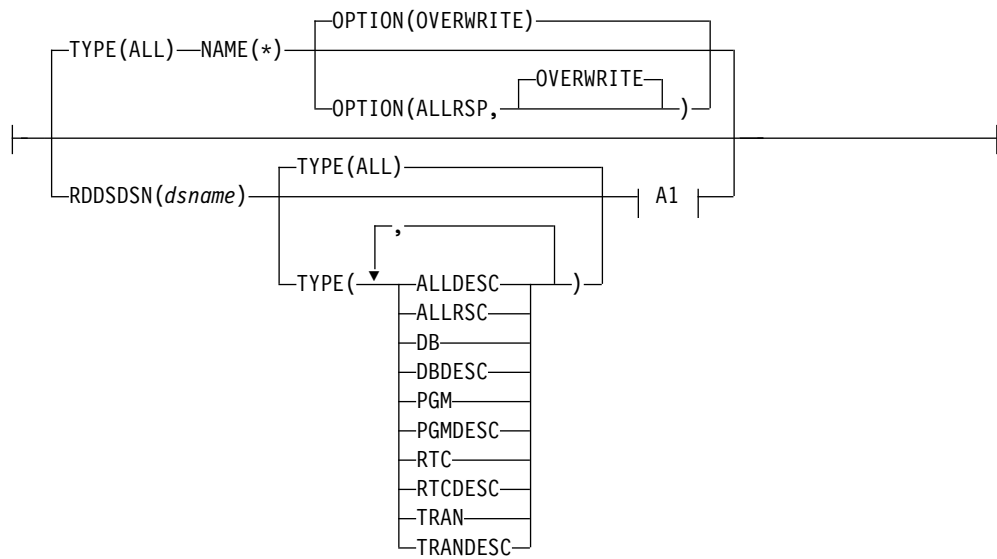 OPTION(OVERWRITE)
TYPE(ALL) NAME(*)
OVERWRITE
OPTION(ALLRSP, )
TYPE(ALL)
RDDSDSN(dsname) A1
,
TYPE( ALLDESC )
ALLRSC
DB
DBDESC
PGM
PGMDESC
RTC
RTCDESC
TRAN
TRANDESC